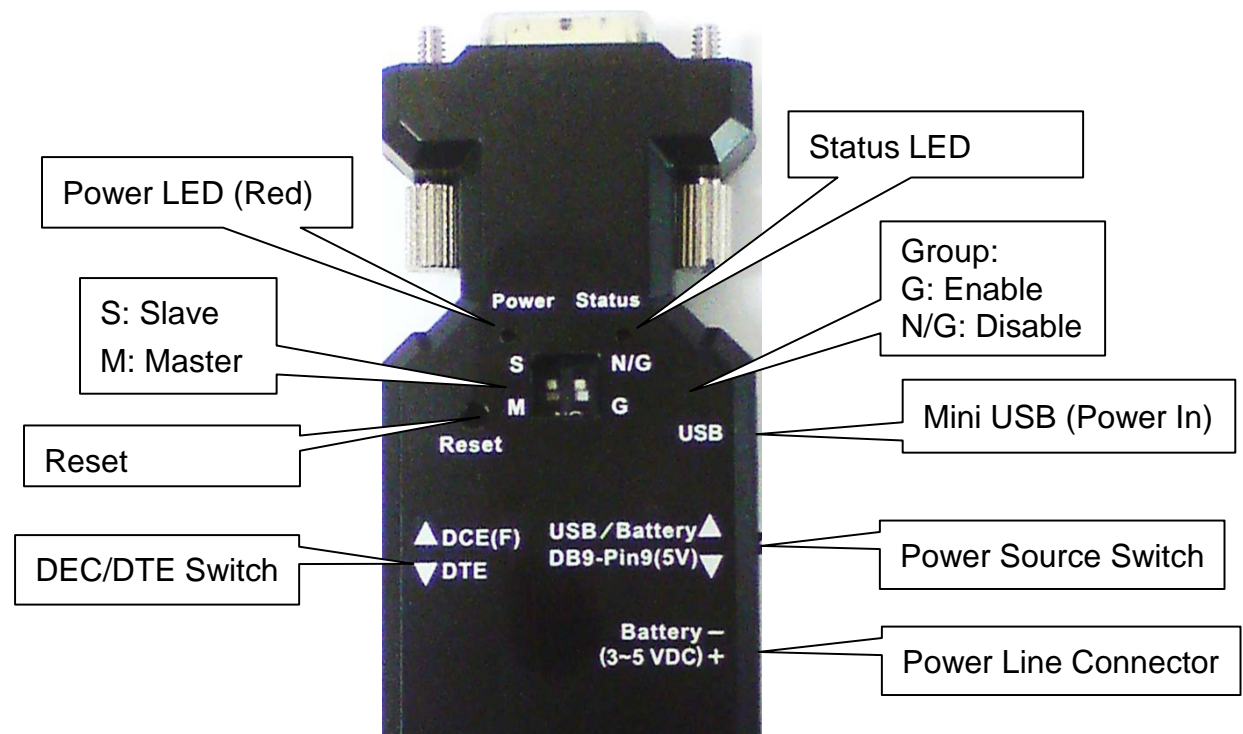 Status LED
Power LED (Red)
Group:
G: Enable
N/G: Disable
S: Slave
M: Master
Mini USB (Power In)
Reset
DEC/DTE Switch
Power Source Switch
Power Line Connector
Power Status
S N/G
M G
Reset
USB
DCE(F)
DTE
USB/Battery
DB9-Pin9(5V)
Battery −
(3~5 VDC) +